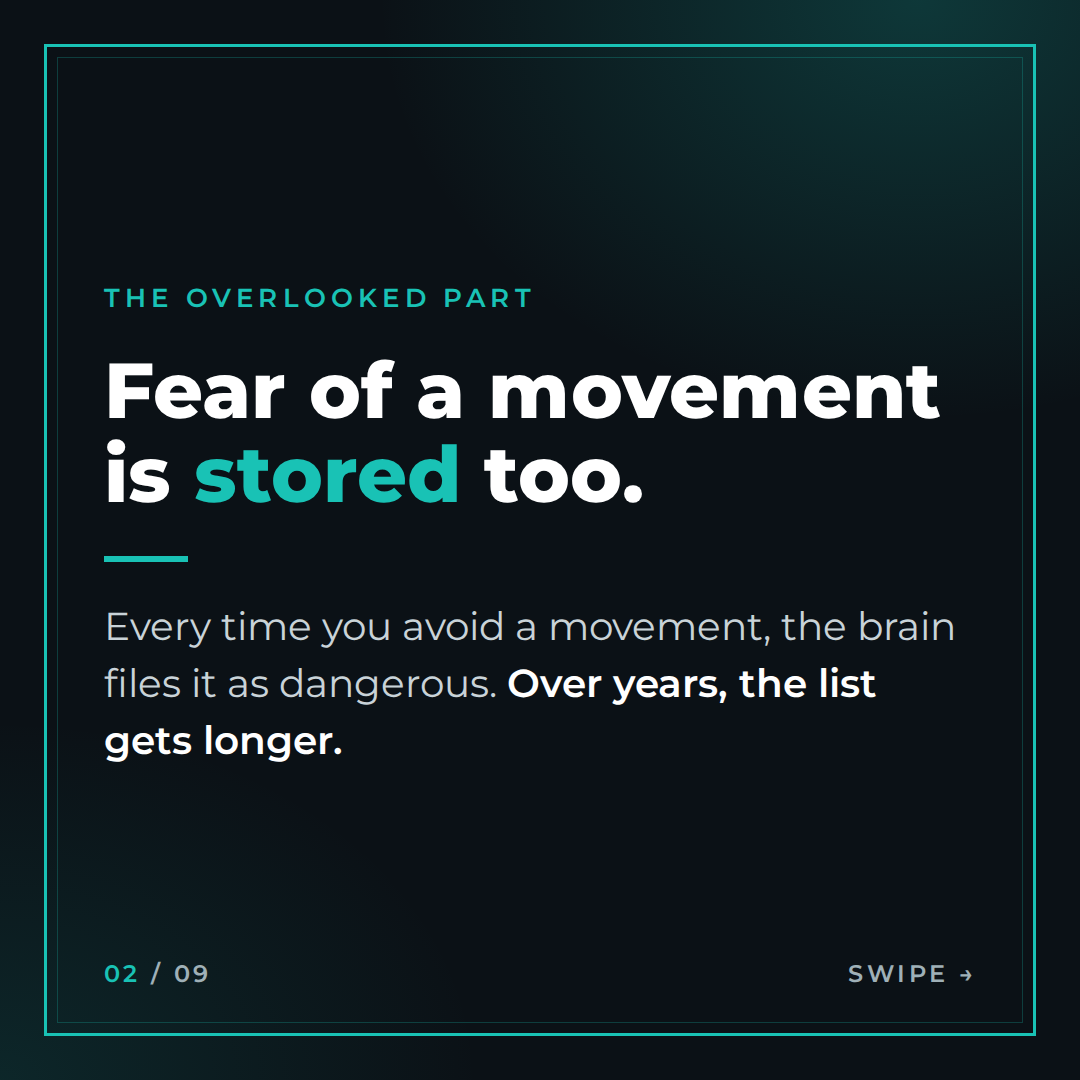 THE OVERLOOKED PART
Fear of a movement
is stored too.
Every time you avoid a movement, the brain
files it as dangerous. Over years, the list
gets longer.
02 / 09
SWIPE →